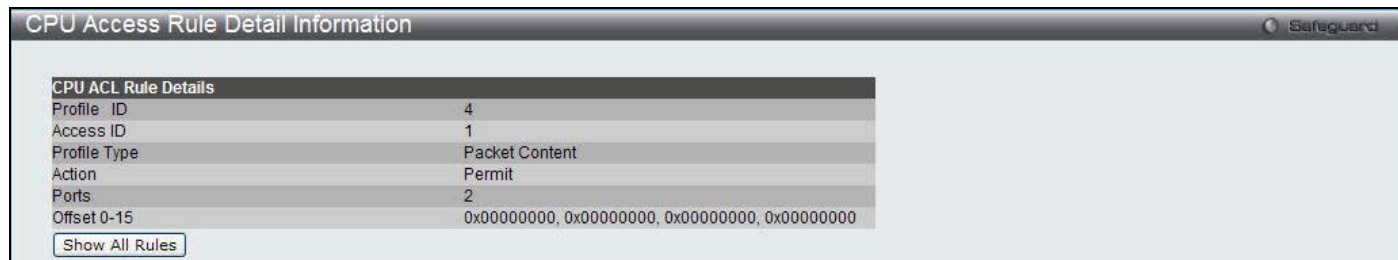 CPU Access Rule Detail Information
Safeguard
CPU ACL Rule Details
Profile ID 4
Access ID 1
Profile Type Packet Content
Action Permit
Ports 2
Offset 0-15 0x00000000, 0x00000000, 0x00000000, 0x00000000
Show All Rules